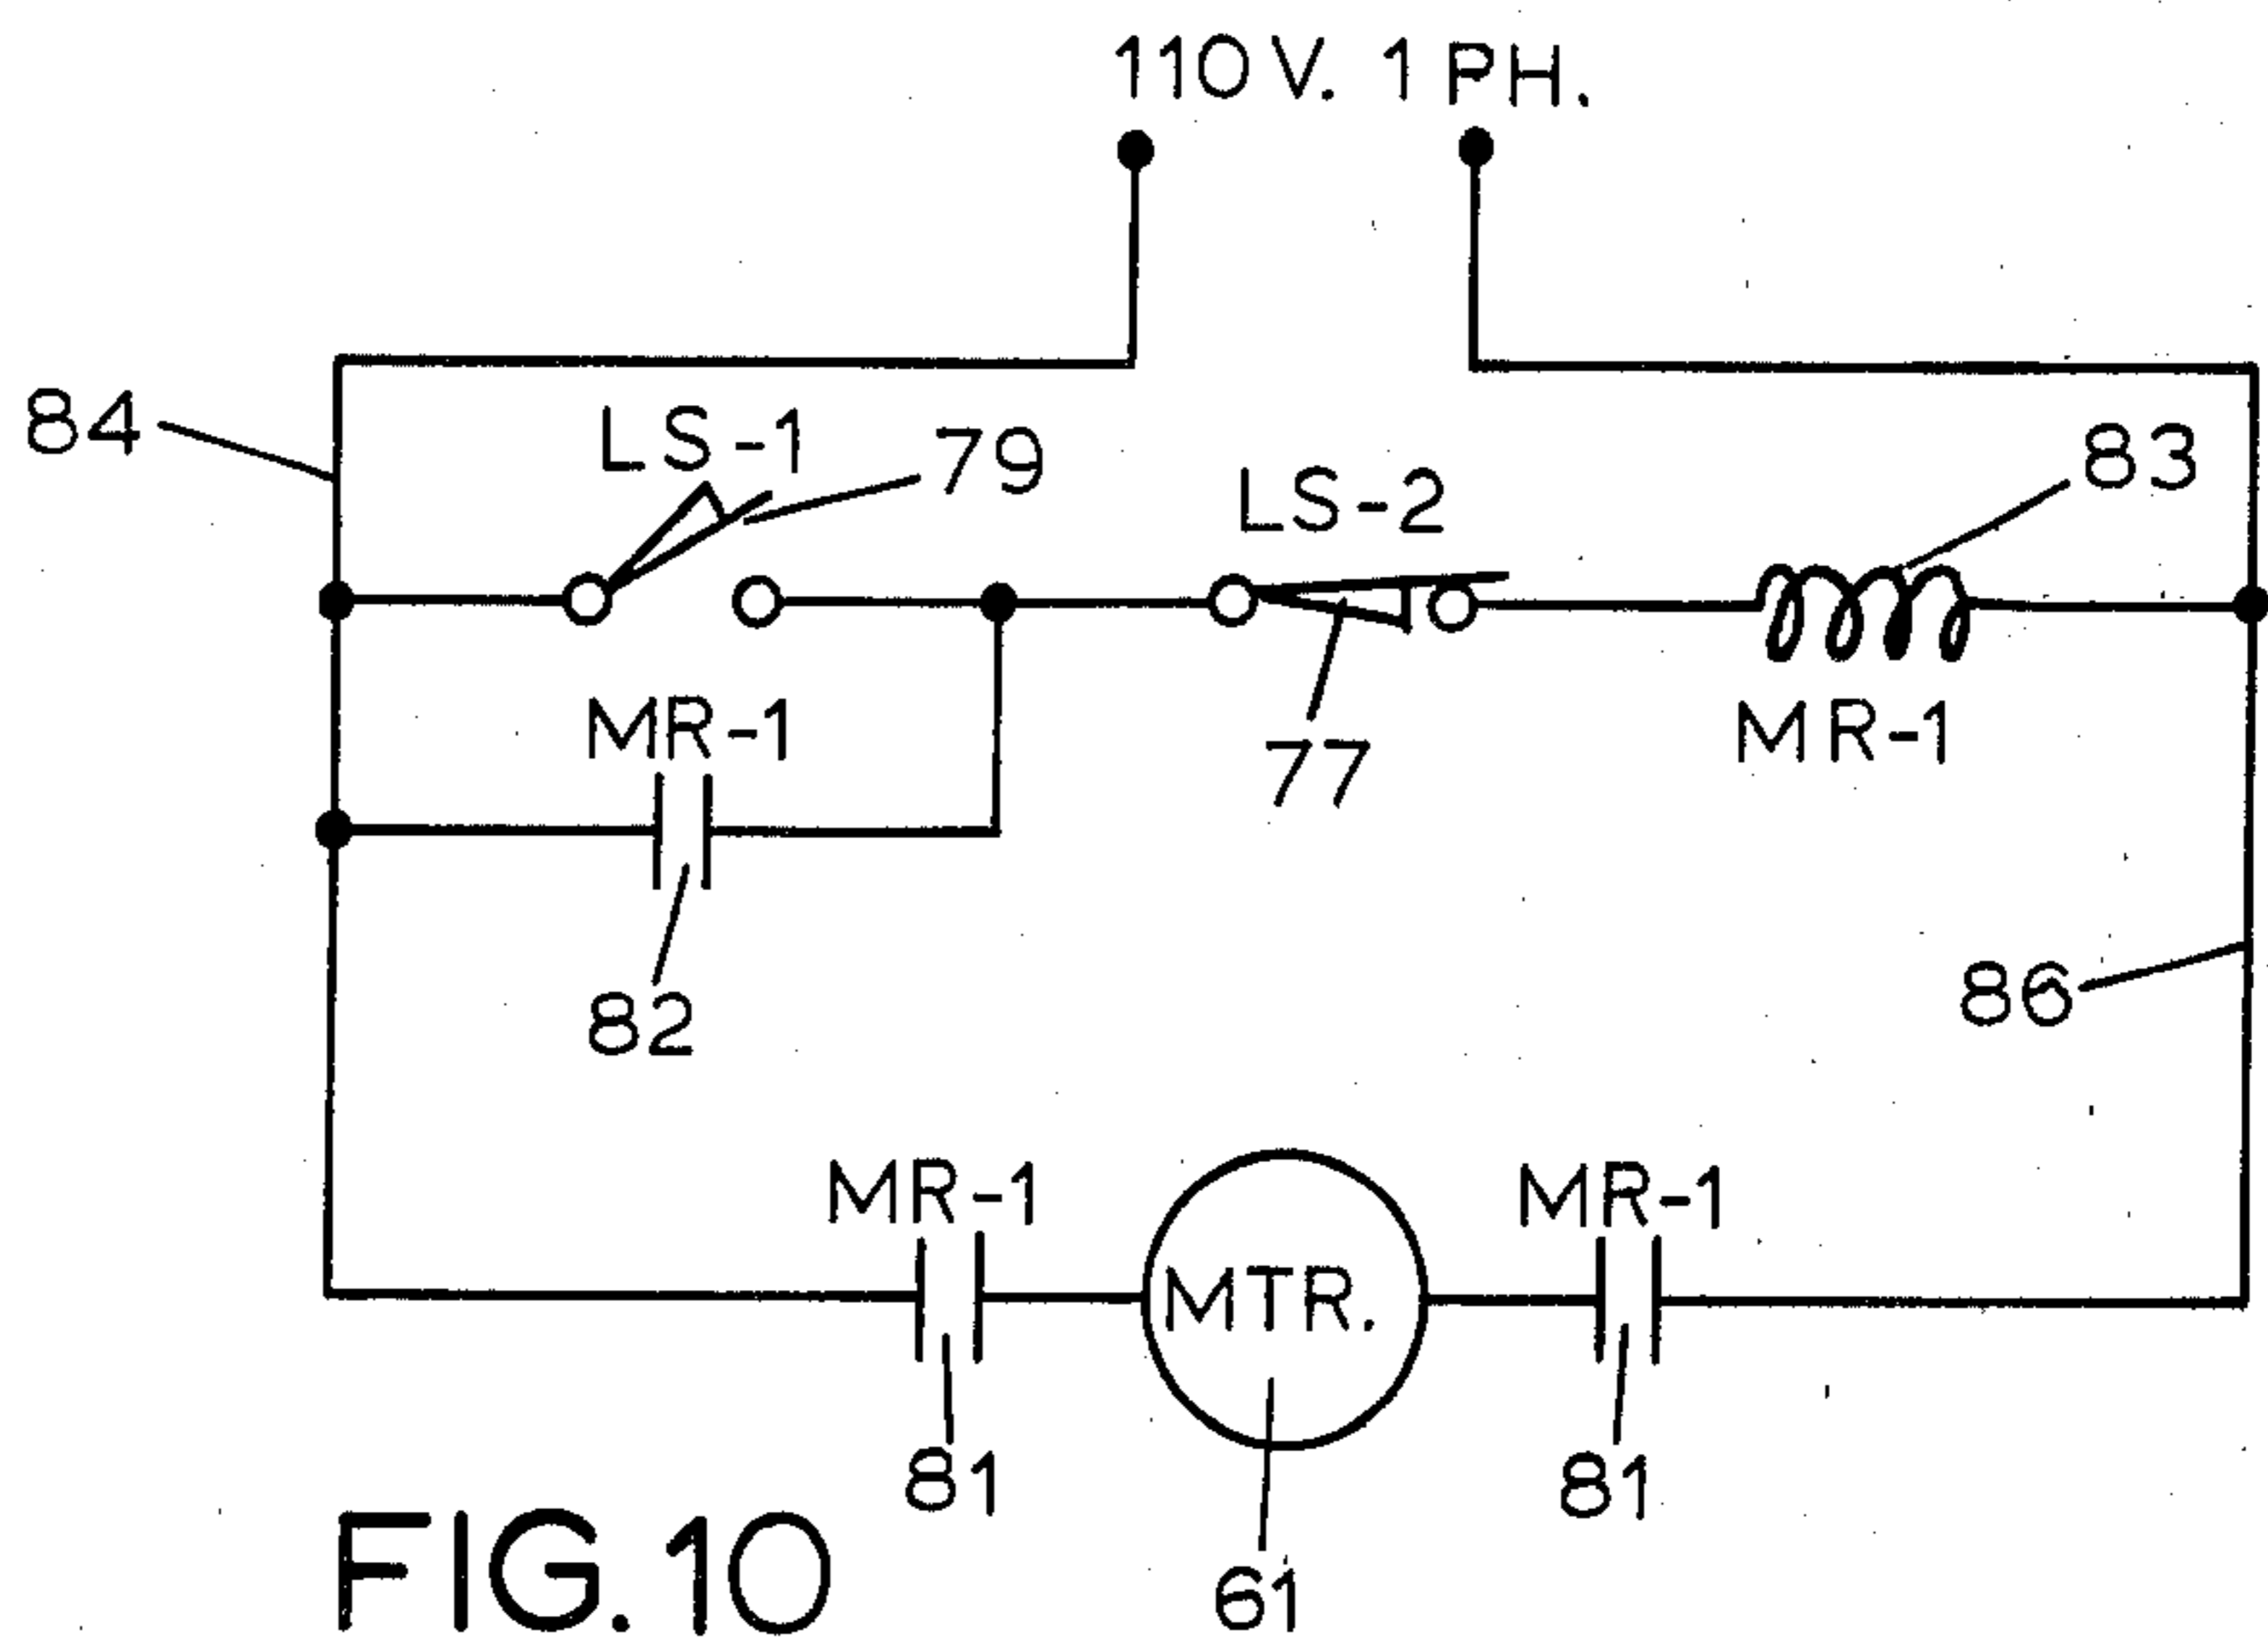 110 V. 1 PH.
84
LS-1
79
LS-2
83
MR-1
77
MR-1
82
86
MR-1
MR-1
MTR.
81
81
61
FIG. 10